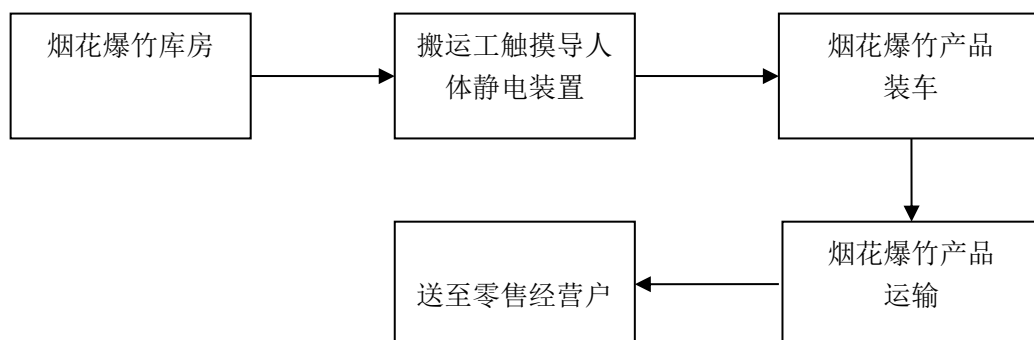 烟花爆竹库房
搬运工触摸导人
体静电装置
烟花爆竹产品
装车
烟花爆竹产品
运输
送至零售经营户